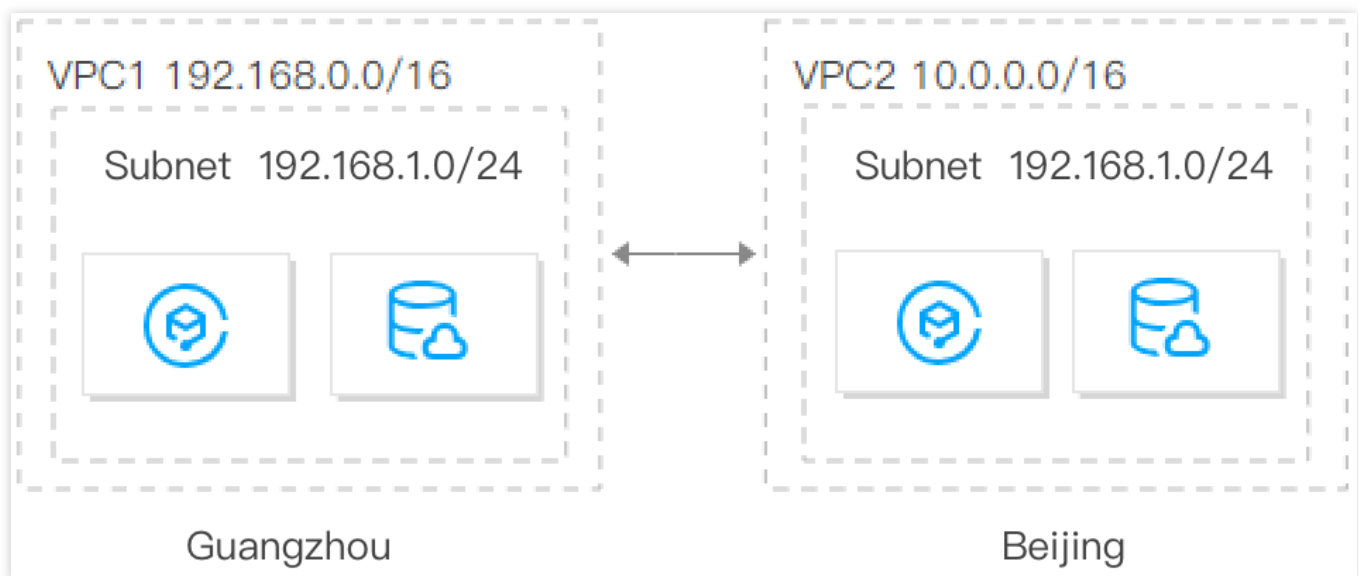 VPC1 192.168.0.0/16
Subnet 192.168.1.0/24
Guangzhou
VPC2 10.0.0.0/16
Subnet 192.168.1.0/24
Beijing